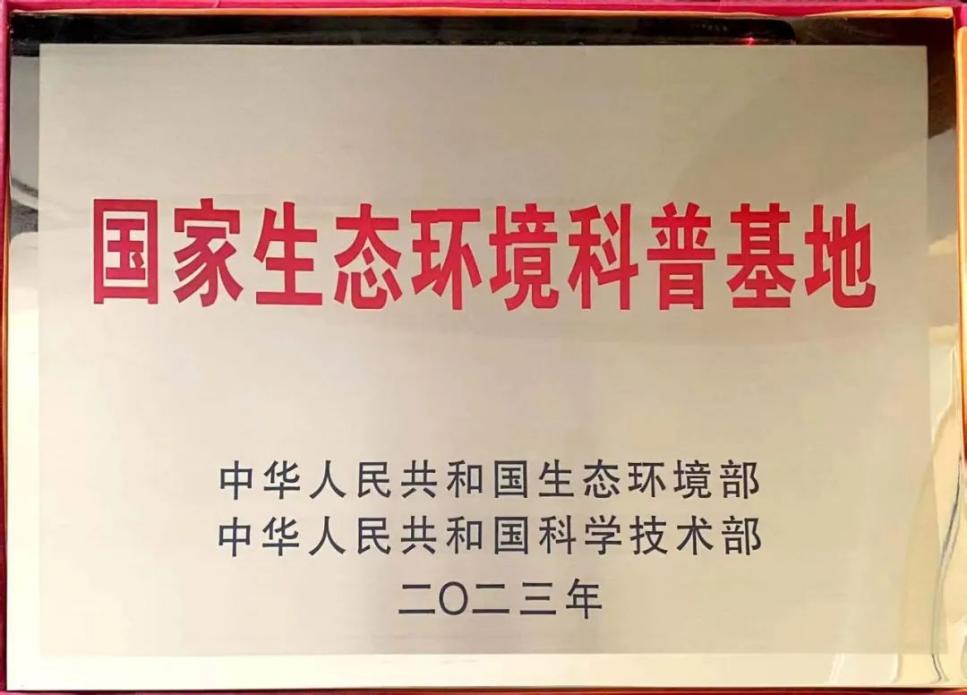 国家生态环境科普基地
中华人民共和国生态环境部
中华人民共和国科学技术部
二〇二三年